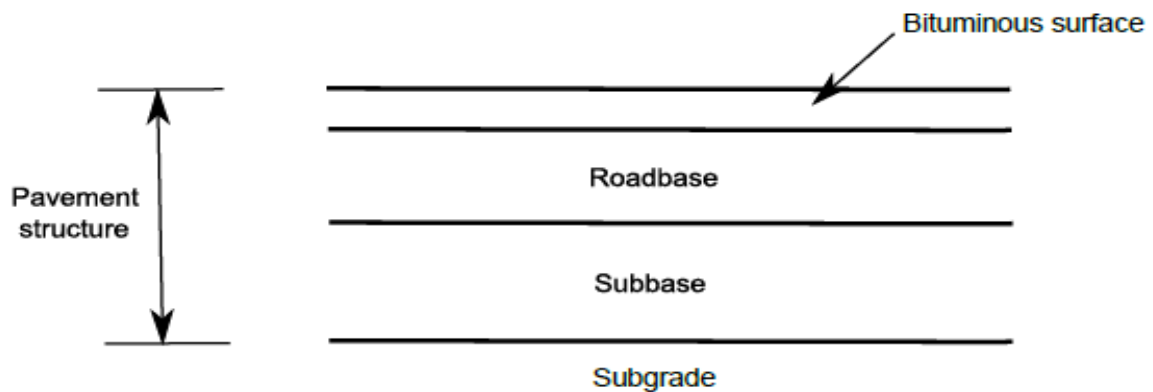 Bituminous surface
Roadbase
Pavement
structure
Subbase
Subgrade